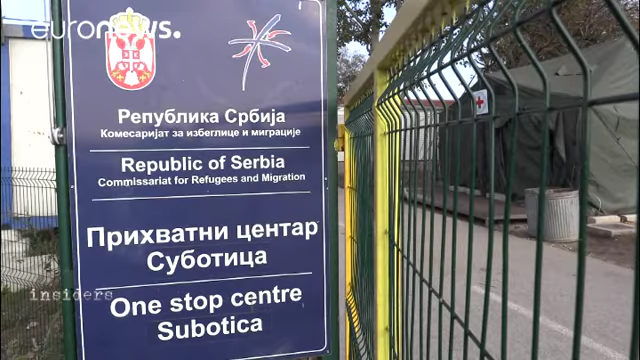 euronews.
Република Србија
Комесаријат за избеглице и миграције
Republic of Serbia
Commissariat for Refugees and Migration
Прихватни центар
Суботица
One stop centre
Subotica
insiders